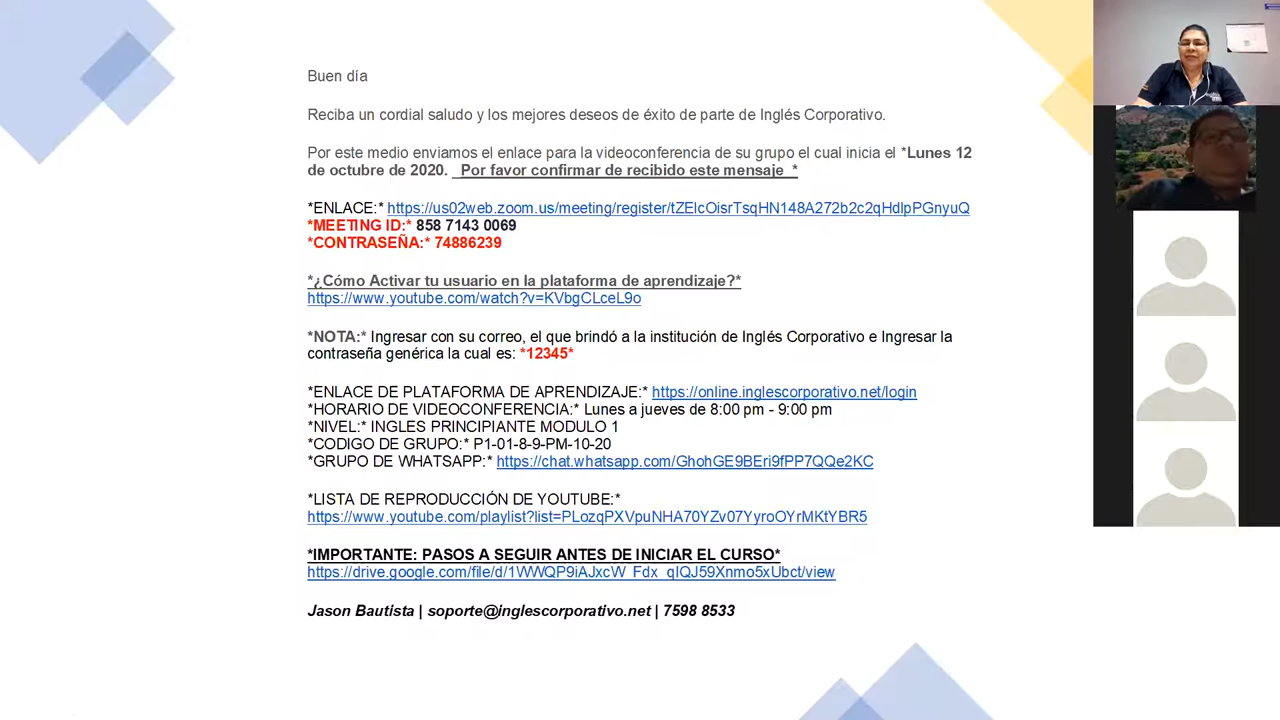 Buen día
Reciba un cordial saludo y los mejores deseos de éxito de parte de Inglés Corporativo.
Por este medio enviamos el enlace para la videoconferencia de su grupo el cual inicia el *Lunes 12
de octubre de 2020. _Por favor confirmar de recibido este mensaje_*
*ENLACE:* https://us02web.zoom.us/meeting/register/tZElcOisrTsqHN148A272b2c2qHdlpPGnyuQ
*MEETING ID:* 858 7143 0069
*CONTRASEÑA:* 74886239
*¿Cómo Activar tu usuario en la plataforma de aprendizaje?*
https://www.youtube.com/watch?v=KVbgCLceL9o
*NOTA:* Ingresar con su correo, el que brindó a la institución de Inglés Corporativo e Ingresar la
contraseña genérica la cual es: *12345*
*ENLACE DE PLATAFORMA DE APRENDIZAJE:* https://online.inglescorporativo.net/login
*HORARIO DE VIDEOCONFERENCIA:* Lunes a jueves de 8:00 pm - 9:00 pm
*NIVEL:* INGLES PRINCIPIANTE MODULO 1
*CODIGO DE GRUPO:* P1-01-8-9-PM-10-20
*GRUPO DE WHATSAPP:* https://chat.whatsapp.com/GhohGE9BEri9fPP7QQe2KC
*LISTA DE REPRODUCCIÓN DE YOUTUBE:*
https://www.youtube.com/playlist?list=PLozqPXVpuNHA70YZv07YyroOYrMKtYBR5
*IMPORTANTE: PASOS A SEGUIR ANTES DE INICIAR EL CURSO*
https://drive.google.com/file/d/1WWQP9iAJxcW_Fdx_qIQJ59Xnmo5xUbct/view
Jason Bautista | soporte@inglescorporativo.net | 7598 8533